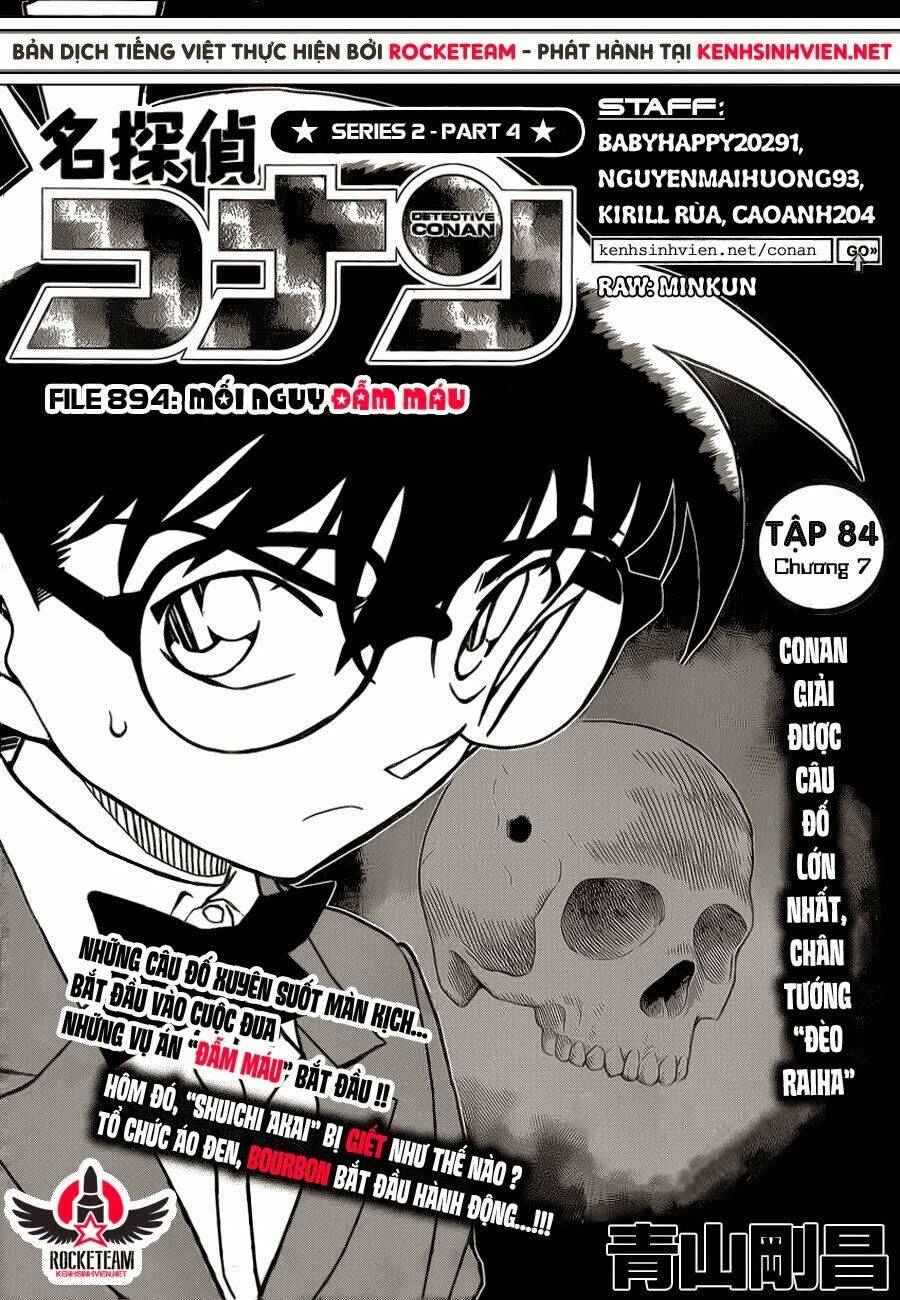 BẢN DỊCH TIẾNG VIỆT THỰC HIỆN BỞI ROCKETEAM - PHÁT HÀNH TẠI KENHSINHVIEN.NET
名探偵
コナン
DETECTIVE
CONAN
★ SERIES 2 - PART 4 ★
STAFF:
BABYHAPPY20291,
NGUYENMAIHUONG93,
KIRILL RÙA, CAOANH204
kenhsinhvien.net/conan GO»
RAW: MINKUN
FILE 894: MỐI NGUY ĐẪM MÁU
TẬP 84
Chương 7
CONAN
GIẢI
ĐƯỢC
CÂU
ĐỐ
LỚN
NHẤT,
CHÂN
TƯỚNG
“ĐÈO
RAIHA”
NHỮNG CÂU ĐỐ XUYÊN SUỐT MÀN KỊCH...
BẮT ĐẦU VÀO CUỘC ĐUA
NHỮNG VỤ ÁN “ĐẪM MÁU” BẮT ĐẦU !!
HÔM ĐÓ, “SHUICHI AKAI” BỊ GIẾT NHƯ THẾ NÀO ?
TỔ CHỨC ÁO ĐEN, BOURBON BẮT ĐẦU HÀNH ĐỘNG...!!!
ROCKETEAM
KENHSINHVIEN.NET
青山剛昌